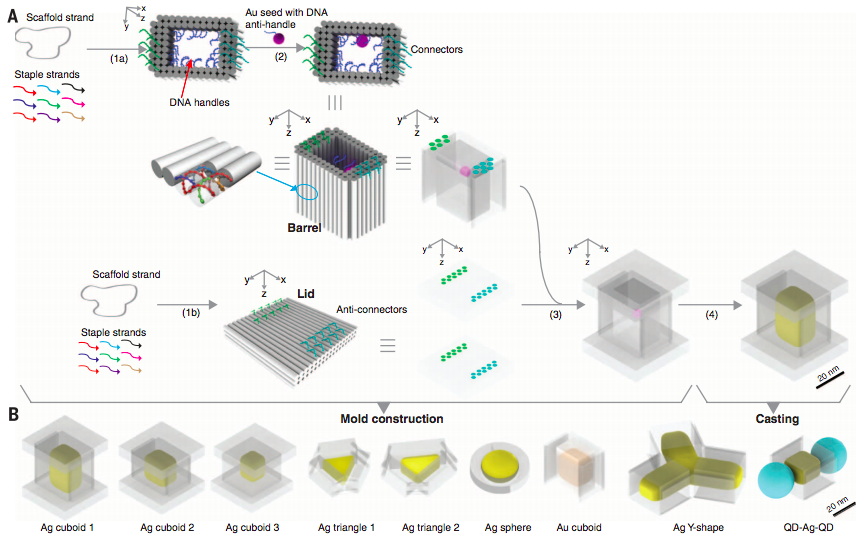 A
Scaffold strand
Staple strands
(1a)
x
y
z
DNA handles
Au seed with DNA
anti-handle
(2)
Connectors
y
x
z
y
x
z
Barrel
Scaffold strand
Staple strands
(1b)
y
x
z
Lid
Anti-connectors
y
x
z
(3)
y
x
z
(4)
20 nm
Mold construction
Casting
B
Ag cuboid 1
Ag cuboid 2
Ag cuboid 3
Ag triangle 1
Ag triangle 2
Ag sphere
Au cuboid
Ag Y-shape
QD-Ag-QD
20 nm